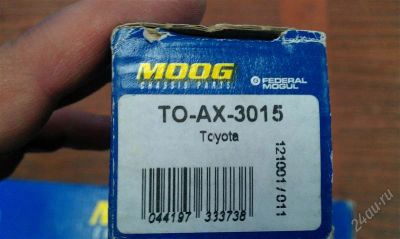 MOOG
CHASSIS PARTS
FEDERAL
MOGUL
TO-AX-3015
Toyota
121001 / 011
044197 333738
24au.ru